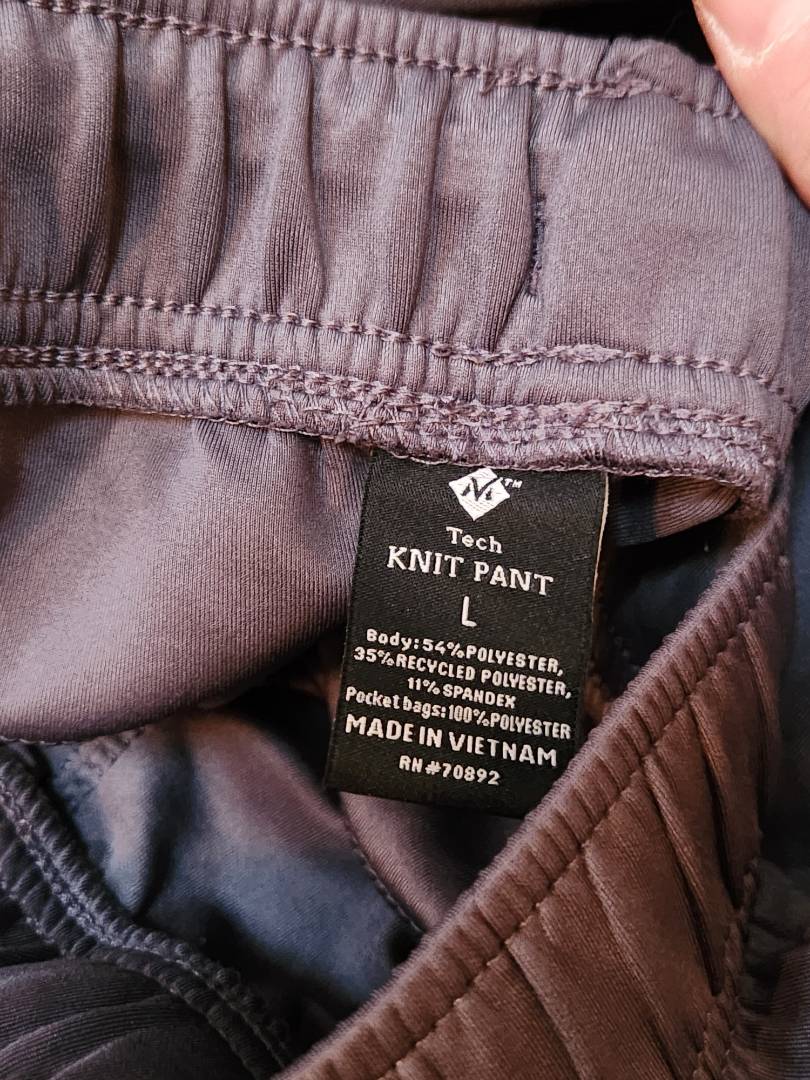 M™
Tech
KNIT PANT
L
Body:54%POLYESTER,
35%RECYCLED POLYESTER,
11% SPANDEX
Pocket bags:100%POLYESTER
MADE IN VIETNAM
RN#70892